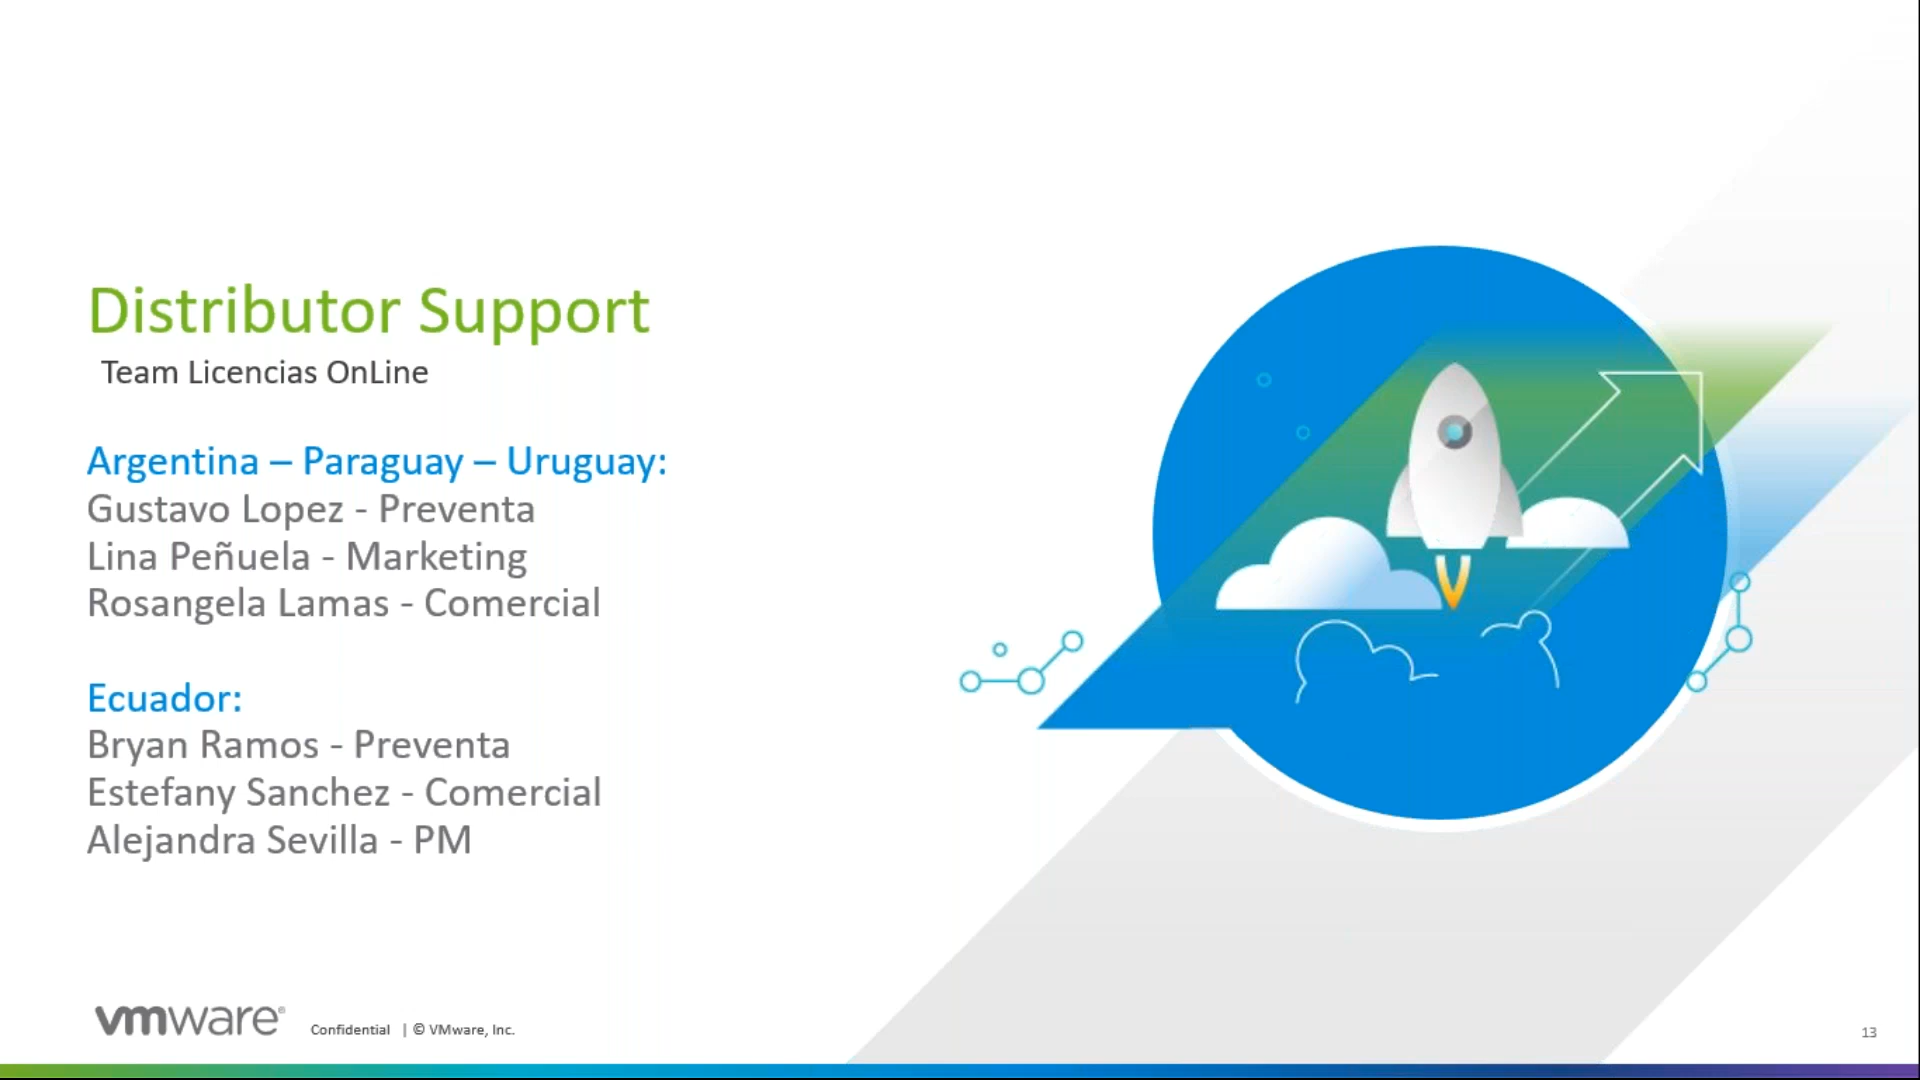 Distributor Support
Team Licencias OnLine
Argentina – Paraguay – Uruguay:
Gustavo Lopez - Preventa
Lina Peñuela - Marketing
Rosangela Lamas - Comercial
Ecuador:
Bryan Ramos - Preventa
Estefany Sanchez - Comercial
Alejandra Sevilla - PM
vmware®
Confidential | © VMware, Inc.
13